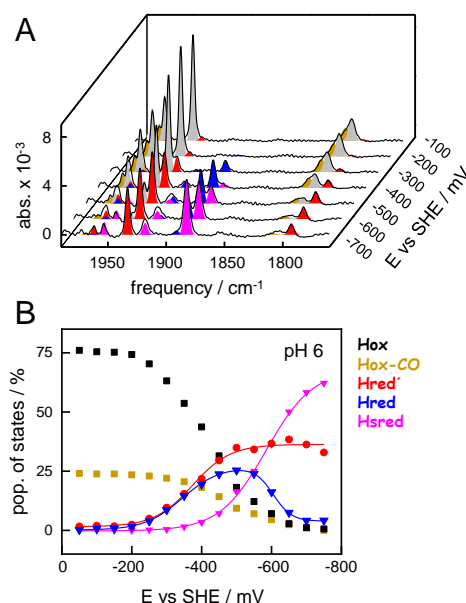 A
8
4
0
abs. x 10-3
1950
1900
1850
1800
frequency / cm-1
-100
-200
-300
-400
-500
-600
-700
E vs SHE / mV
B
pH 6
75
50
25
0
pop. of states / %
0
-200
-400
-600
-800
E vs SHE / mV
Hox
Hox-CO
Hred´
Hred
Hsred